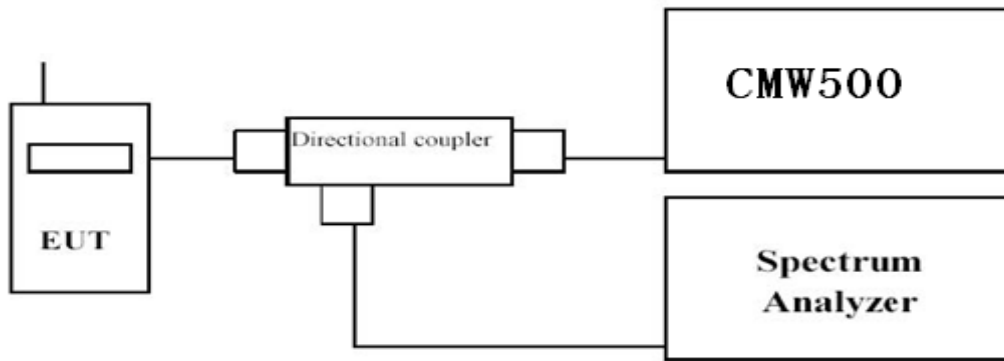 CMW500
Directional coupler
EUT
Spectrum
Analyzer